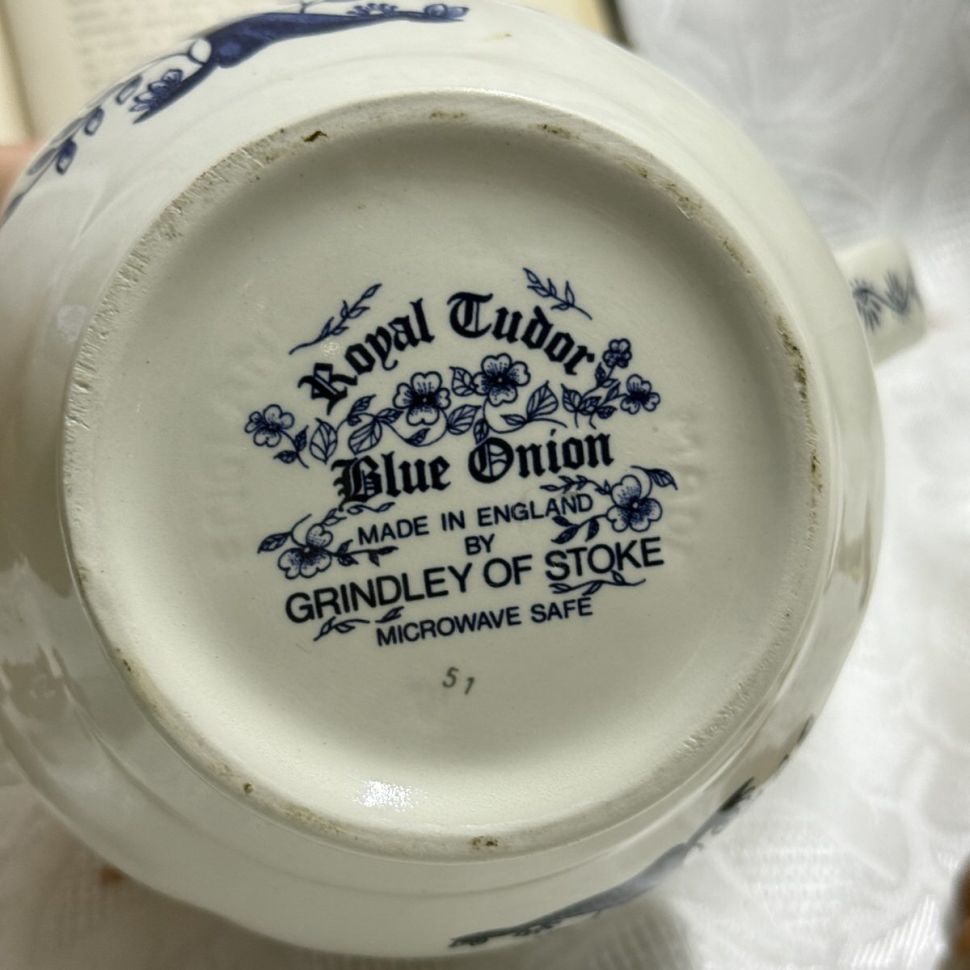 Royal Tudor
Blue Onion
MADE IN ENGLAND
BY
GRINDLEY OF STOKE
MICROWAVE SAFE
51